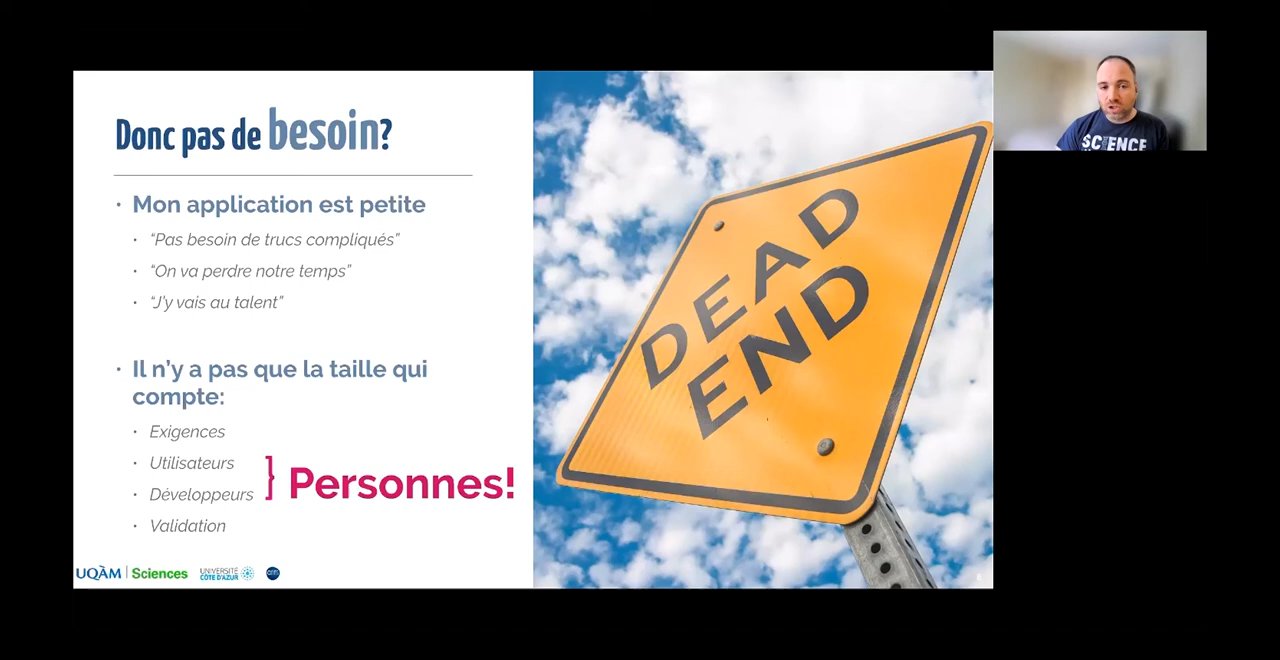 Donc pas de besoin?
• Mon application est petite
• “Pas besoin de trucs compliqués”
• “On va perdre notre temps”
• “J’y vais au talent”
• Il n’y a pas que la taille qui
compte:
• Exigences
• Utilisateurs
• Développeurs
} Personnes!
• Validation
UQÀM | Sciences
UNIVERSITÉ
CÔTE D'AZUR
cnrs
DEAD
END
SCIENCE